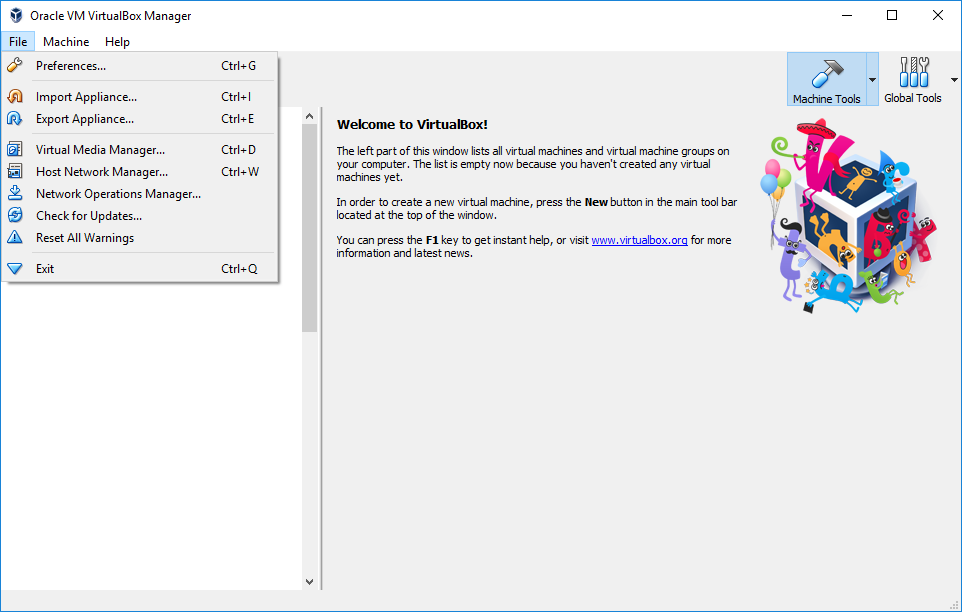 Oracle VM VirtualBox Manager
File Machine Help
Preferences... Ctrl+G
Import Appliance... Ctrl+I
Export Appliance... Ctrl+E
Virtual Media Manager... Ctrl+D
Host Network Manager... Ctrl+W
Network Operations Manager...
Check for Updates...
Reset All Warnings
Exit Ctrl+Q
Machine Tools Global Tools
Welcome to VirtualBox!
The left part of this window lists all virtual machines and virtual machine groups on
your computer. The list is empty now because you haven't created any virtual
machines yet.
In order to create a new virtual machine, press the New button in the main tool bar
located at the top of the window.
You can press the F1 key to get instant help, or visit www.virtualbox.org for more
information and latest news.